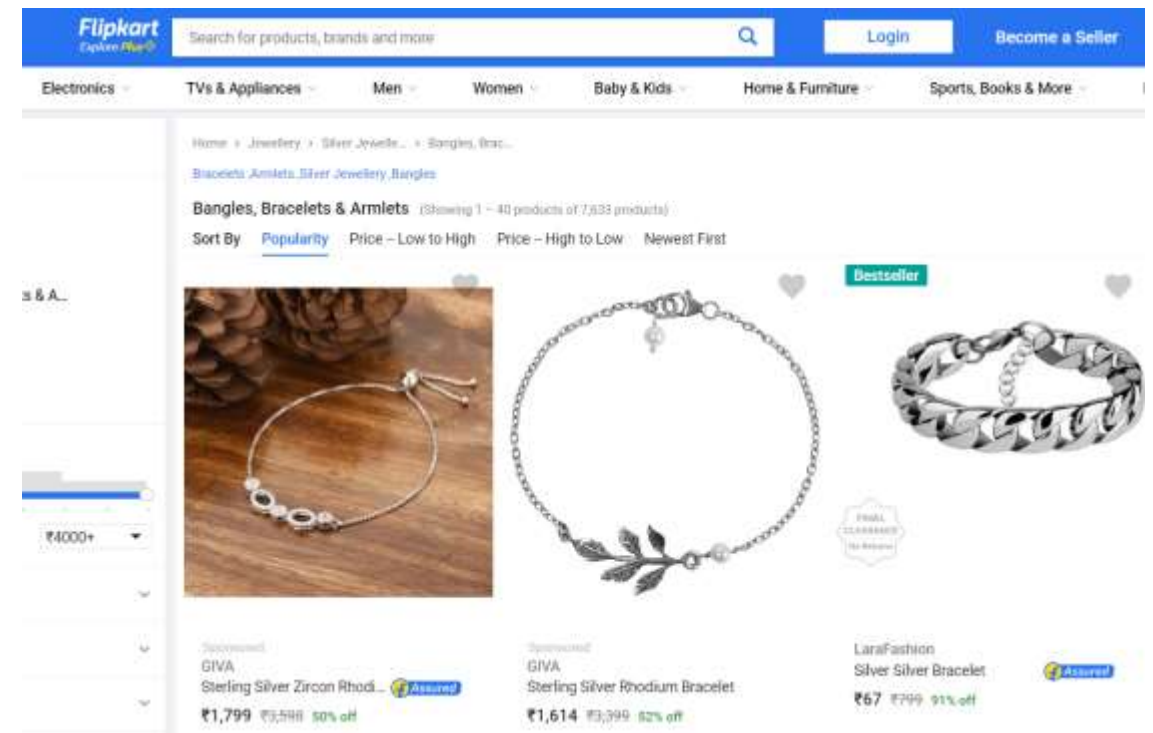 Flipkart
Explore Plus
Search for products, brands and more
Login
Become a Seller
Electronics
TVs & Appliances
Men
Women
Baby & Kids
Home & Furniture
Sports, Books & More
Home > Jewellery > Silver Jewelle... > Bangles, Brac...
Bracelets,Armlets,Silver Jewellery,Bangles
Bangles, Bracelets & Armlets (Showing 1 – 40 products of 7,633 products)
Sort By Popularity Price – Low to High Price – High to Low Newest First
s & A...
₹4000+
Bestseller
FINAL
CLEARANCE
No Returns
Sponsored
GIVA
Sterling Silver Zircon Rhodi... Assured
₹1,799 ₹3,598 50% off
Sponsored
GIVA
Sterling Silver Rhodium Bracelet
₹1,614 ₹3,399 52% off
LaraFashion
Silver Silver Bracelet Assured
₹67 ₹799 91% off